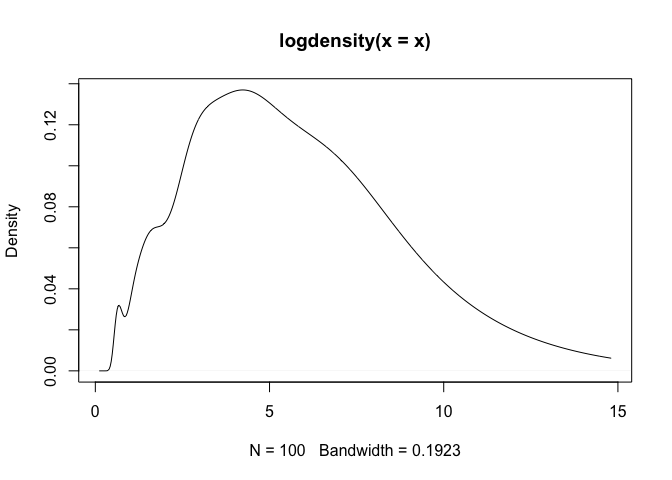 logdensity(x = x)
Density
0.12
0.08
0.04
0.00
0 5 10 15
N = 100 Bandwidth = 0.1923